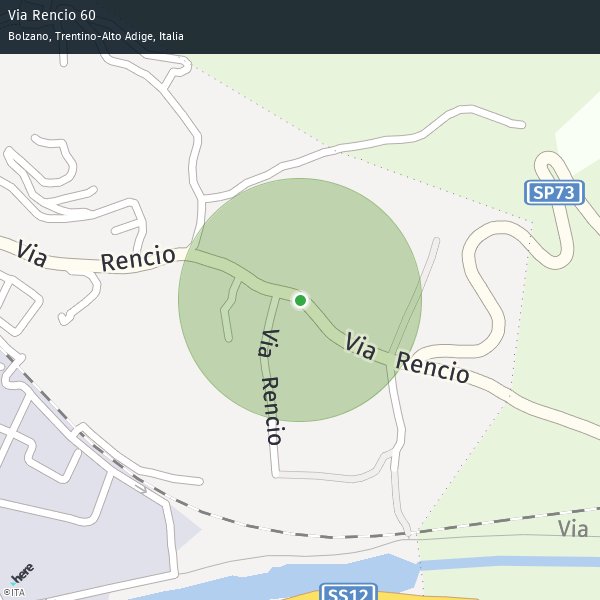 Via Rencio 60
Bolzano, Trentino-Alto Adige, Italia
SP73
Via Rencio
Via Rencio
Via Rencio
Via
SS12
here
©ITA